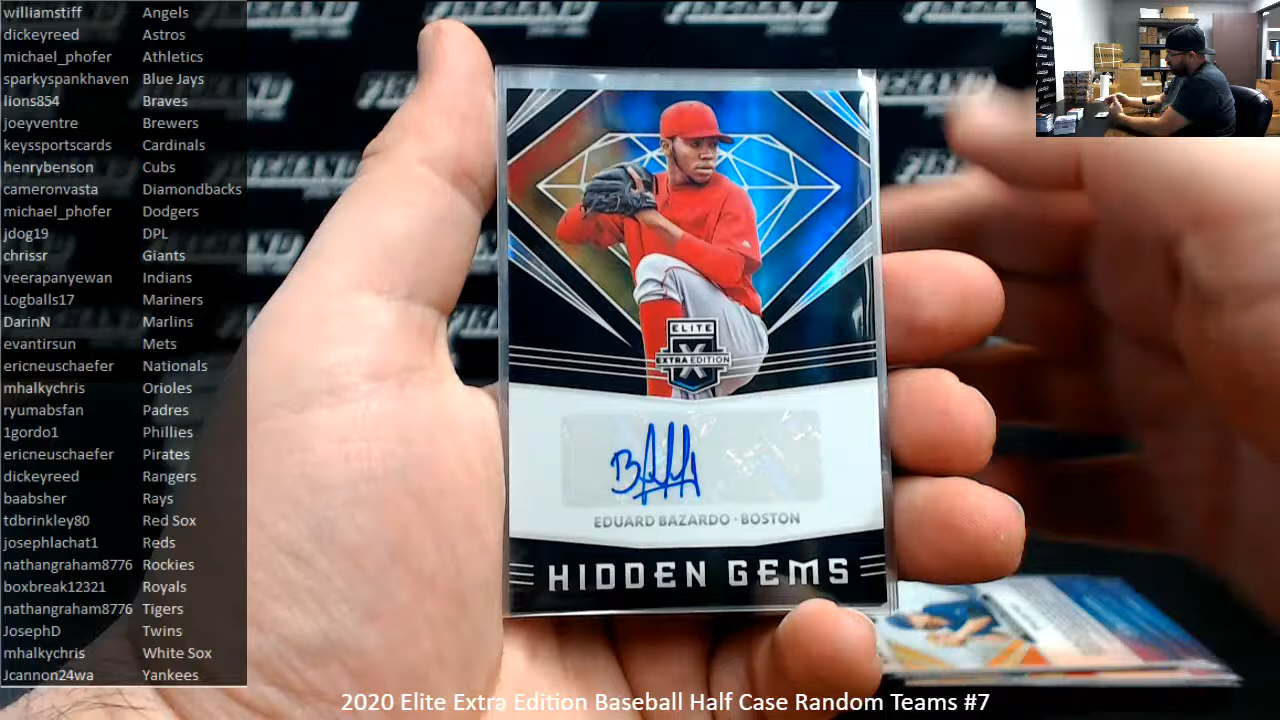 williamstiff Angels
dickeyreed Astros
michael_phofer Athletics
sparkyspankhaven Blue Jays
lions854 Braves
joeyventre Brewers
keyssportscards Cardinals
henrybenson Cubs
cameronvasta Diamondbacks
michael_phofer Dodgers
jdog19 DPL
chrissr Giants
veerapanyewan Indians
Logballs17 Mariners
DarinN Marlins
evantirsun Mets
ericneuschaefer Nationals
mhalkychris Orioles
ryumabsfan Padres
1gordo1 Phillies
ericneuschaefer Pirates
dickeyreed Rangers
baabsher Rays
tdbrinkley80 Red Sox
josephlachat1 Reds
nathangraham8776 Rockies
boxbreak12321 Royals
nathangraham8776 Tigers
JosephD Twins
mhalkychris White Sox
Jcannon24wa Yankees
ELITE
X
EXTRA EDITION
EDUARD BAZARDO · BOSTON
HIDDEN GEMS
2020 Elite Extra Edition Baseball Half Case Random Teams #7